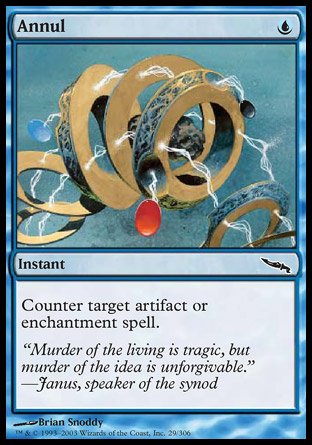 Annul
Instant
Counter target artifact or
enchantment spell.
“Murder of the living is tragic, but
murder of the idea is unforgivable.”
—Janus, speaker of the synod
Brian Snoddy
™ & © 1993–2003 Wizards of the Coast, Inc. 29/306